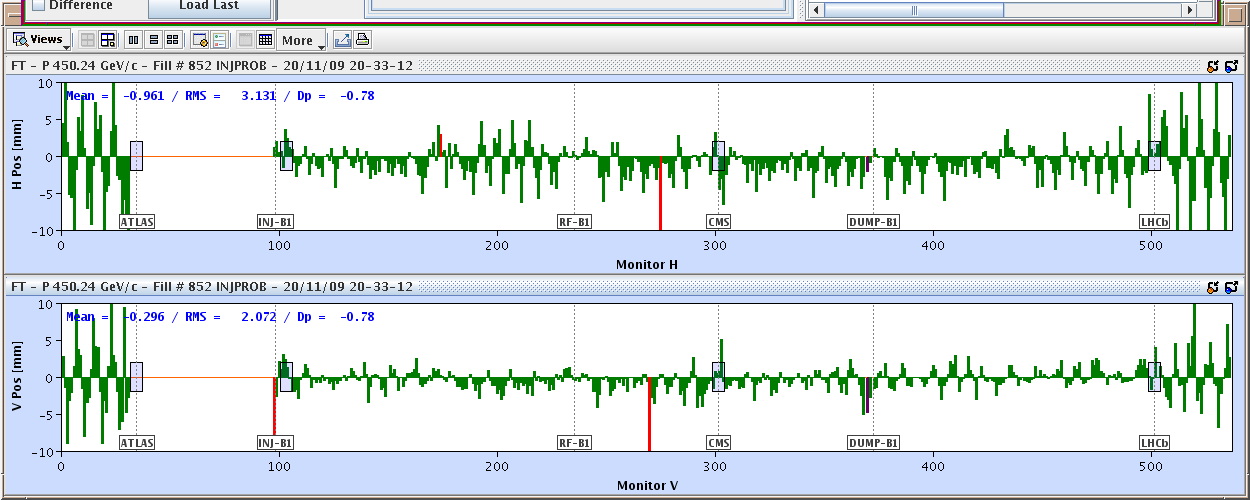 Difference
Load Last
Views
More
FT - P 450.24 GeV/c - Fill # 852 INJPROB - 20/11/09 20-33-12
Mean = -0.961 / RMS = 3.131 / Dp = -0.78
H Pos [mm]
10
5
0
-5
-10
ATLAS INJ-B1 RF-B1 CMS DUMP-B1 LHCb
0 100 200 300 400 500
Monitor H
FT - P 450.24 GeV/c - Fill # 852 INJPROB - 20/11/09 20-33-12
Mean = -0.296 / RMS = 2.072 / Dp = -0.78
V Pos [mm]
10
5
0
-5
-10
ATLAS INJ-B1 RF-B1 CMS DUMP-B1 LHCb
0 100 200 300 400 500
Monitor V